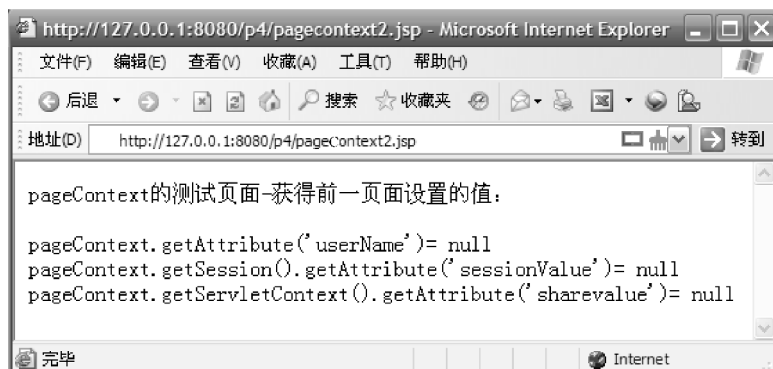 http://127.0.0.1:8080/p4/pagecontext2.jsp - Microsoft Internet Explorer
文件(F) 编辑(E) 查看(V) 收藏(A) 工具(T) 帮助(H)
后退 搜索 收藏夹
地址(D) http://127.0.0.1:8080/p4/pagecontext2.jsp 转到
pageContext的测试页面-获得前一页面设置的值:
pageContext.getAttribute('userName')= null
pageContext.getSession().getAttribute('sessionValue')= null
pageContext.getServletContext().getAttribute('sharevalue')= null
完毕 Internet